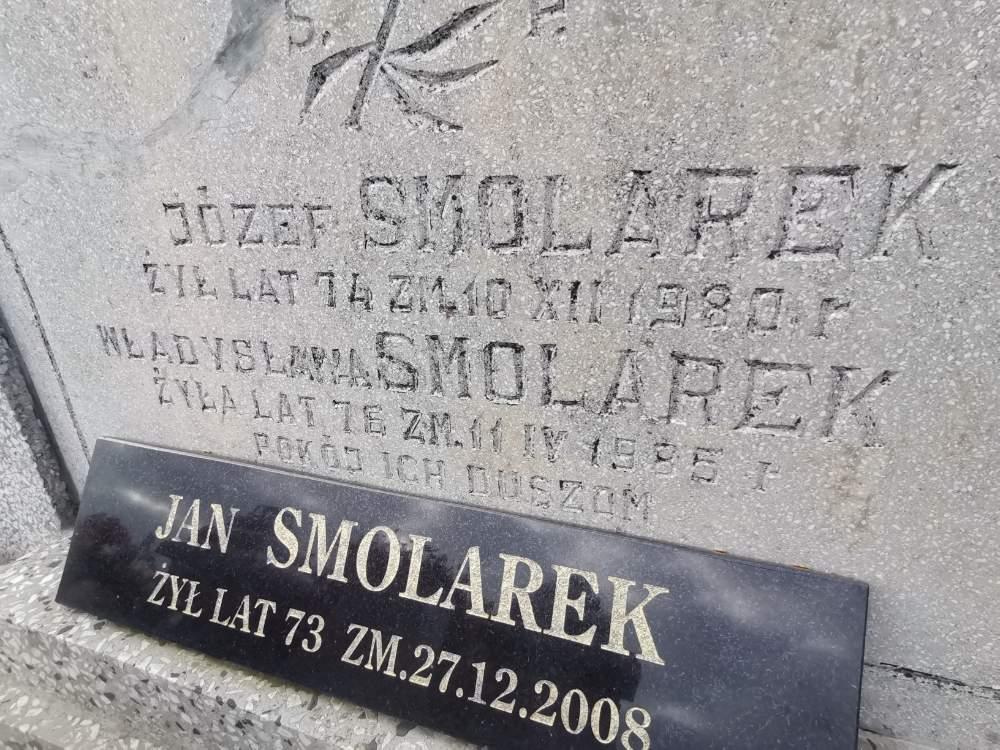 Ś. P.
JÓZEF SMOLAREK
ŻYŁ LAT 74 ZM.10 XII 1980 r
WŁADYSŁAWA SMOLAREK
ŻYŁA LAT 76 ZM.11 IV 1985 r
POKÓJ ICH DUSZOM
JAN SMOLAREK
ŻYŁ LAT 73 ZM.27.12.2008